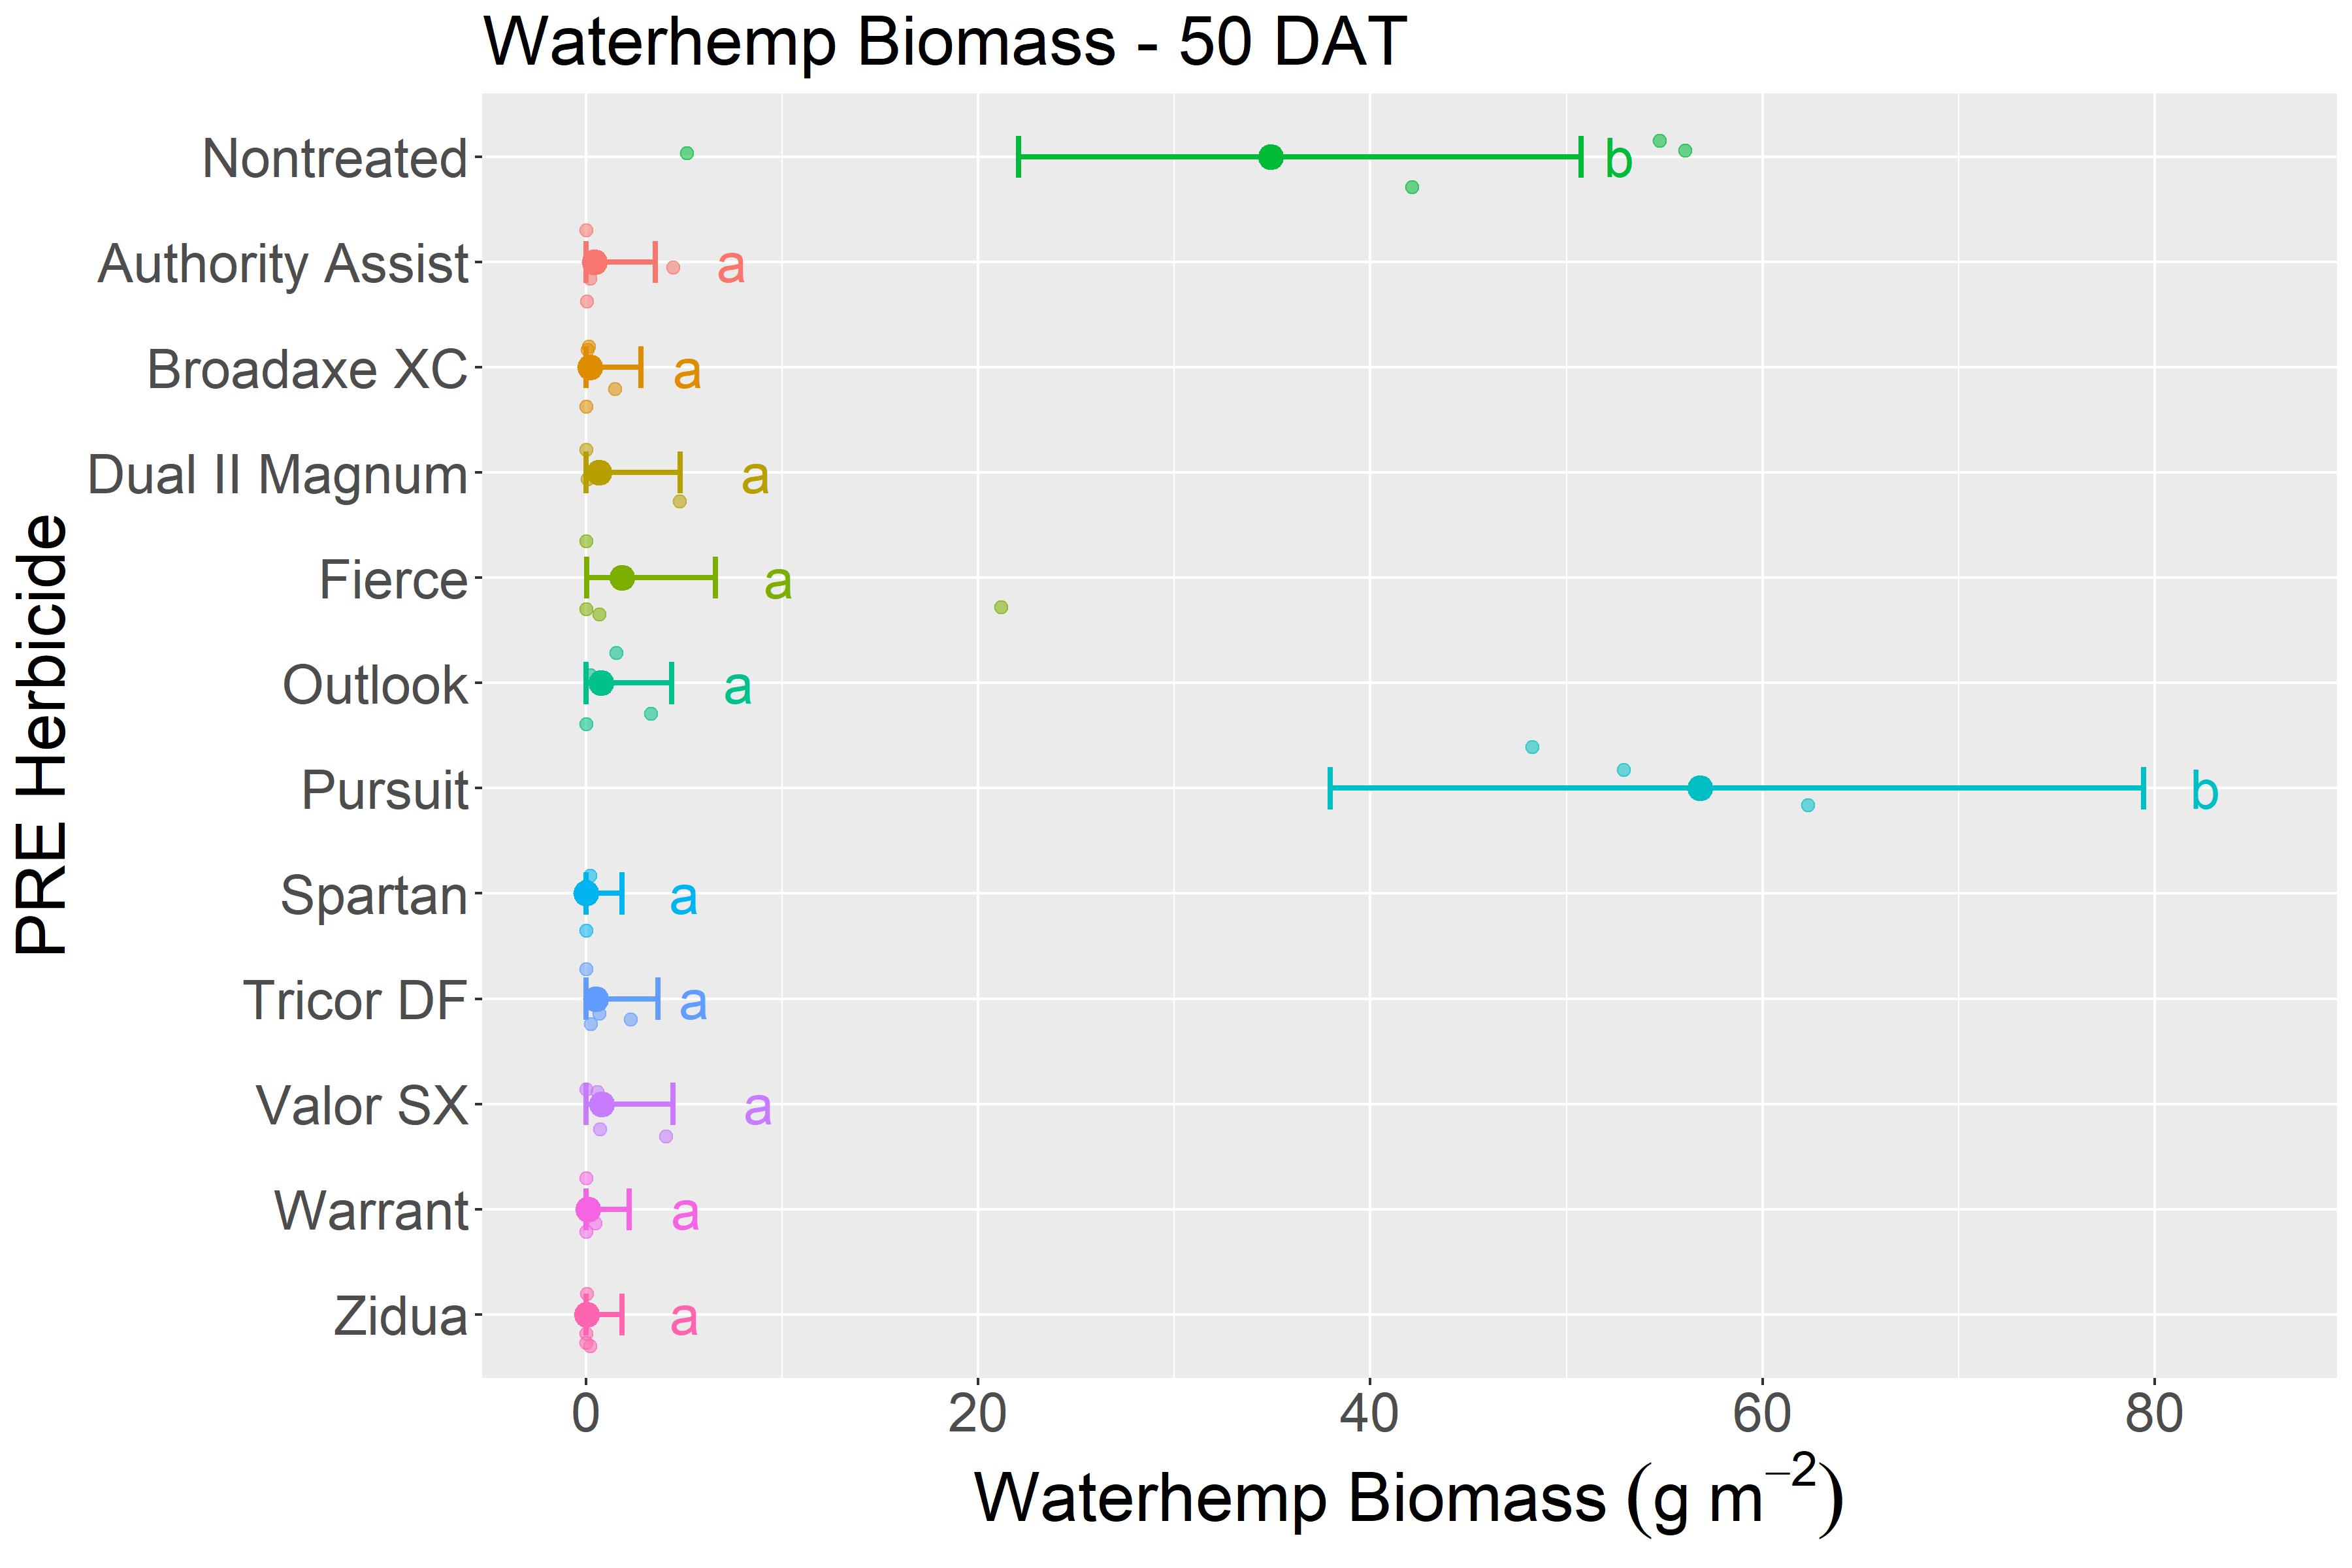 Waterhemp Biomass - 50 DAT
PRE Herbicide
Nontreated b
Authority Assist a
Broadaxe XC a
Dual II Magnum a
Fierce a
Outlook a
Pursuit b
Spartan a
Tricor DF a
Valor SX a
Warrant a
Zidua a
0 20 40 60 80
Waterhemp Biomass (g m⁻²)